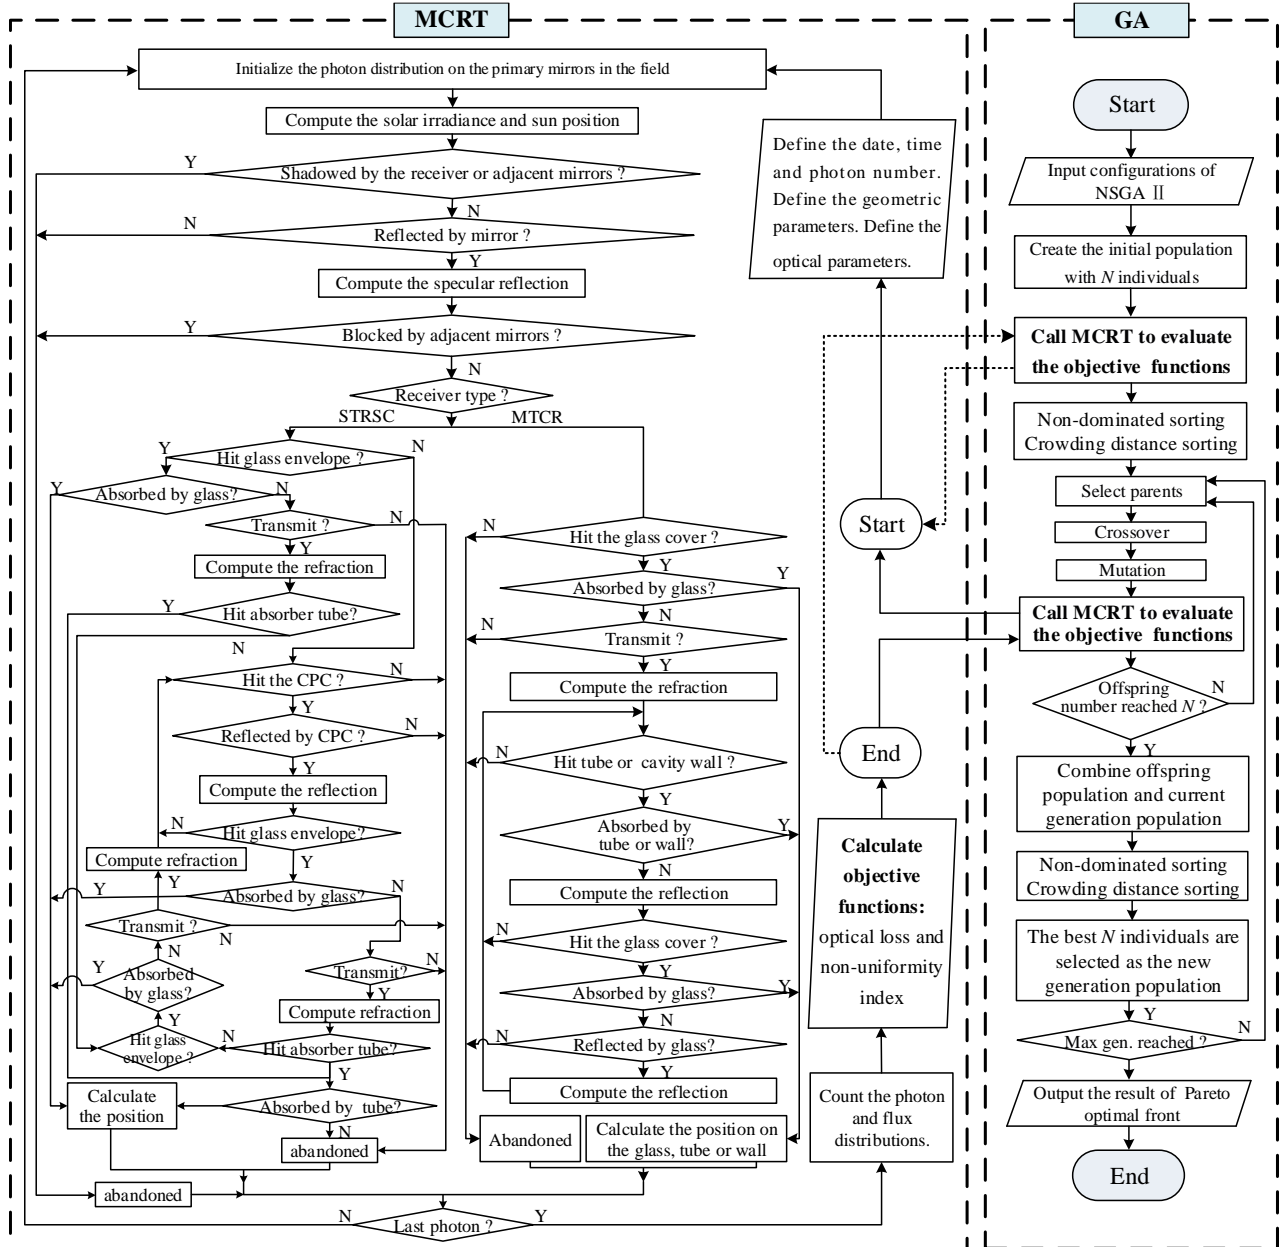 MCRT
Initialize the photon distribution on the primary mirrors in the field
Compute the solar irradiance and sun position
Y
Shadowed by the receiver or adjacent mirrors ?
N
N
Reflected by mirror ?
Y
Compute the specular reflection
Y
Blocked by adjacent mirrors ?
N
Receiver type ?
STRSC
MTCR
Y
Hit glass envelope ?
N
Y
Absorbed by glass?
N
Transmit ?
N
Y
Compute the refraction
Y
Hit absorber tube?
N
Hit the CPC ?
N
Y
Reflected by CPC ?
N
Y
Compute the reflection
N
Hit glass envelope?
Compute refraction
Y
Y
Y
Absorbed by glass?
N
Transmit ?
N
N
Y
Absorbed
by glass?
Transmit?
N
Y
Compute refraction
Y
Hit glass
envelope ?
N
Hit absorber tube?
Y
Calculate
the position
Absorbed by tube?
N
abandoned
abandoned
N
Hit the glass cover ?
Y
Y
Absorbed by glass?
N
N
Transmit ?
Y
Compute the refraction
N
Hit tube or cavity wall ?
Y
Absorbed by
tube or wall?
Y
N
Compute the reflection
N
Hit the glass cover ?
Y
Absorbed by glass?
Y
N
N
Reflected by glass?
Y
Compute the reflection
Abandoned
Calculate the position on
the glass, tube or wall
N
Last photon ?
Y
Define the date, time
and photon number.
Define the geometric
parameters. Define the
optical parameters.
Start
End
Calculate
objective
functions:
optical loss and
non-uniformity
index
Count the photon
and flux
distributions.
GA
Start
Input configurations of
NSGA Ⅱ
Create the initial population
with N individuals
Call MCRT to evaluate
the objective functions
Non-dominated sorting
Crowding distance sorting
Select parents
Crossover
Mutation
Call MCRT to evaluate
the objective functions
Offspring
number reached N ?
N
Y
Combine offspring
population and current
generation population
Non-dominated sorting
Crowding distance sorting
The best N individuals are
selected as the new
generation population
Y
N
Max gen. reached ?
Output the result of Pareto
optimal front
End